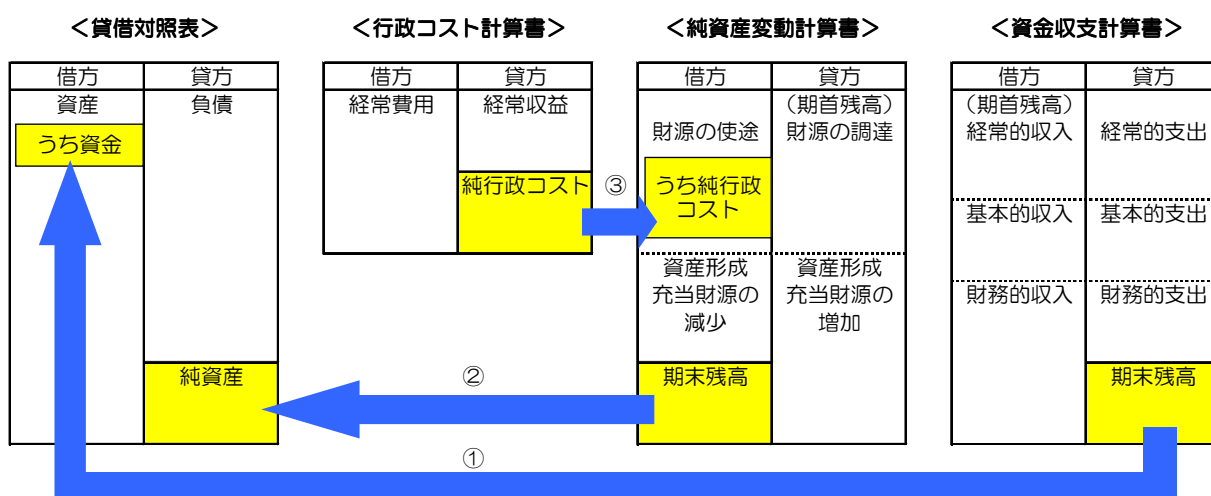 <貸借対照表>
借方
貸方
資産
負債
うち資金
純資産
<行政コスト計算書>
借方
貸方
経常費用
経常収益
純行政コスト
③
<純資産変動計算書>
借方
貸方
(期首残高)
財源の使途
財源の調達
うち純行政
コスト
資産形成
充当財源の
減少
資産形成
充当財源の
増加
期末残高
②
<資金収支計算書>
借方
貸方
(期首残高)
経常的収入
経常的支出
基本的収入
基本的支出
財務的収入
財務的支出
期末残高
①